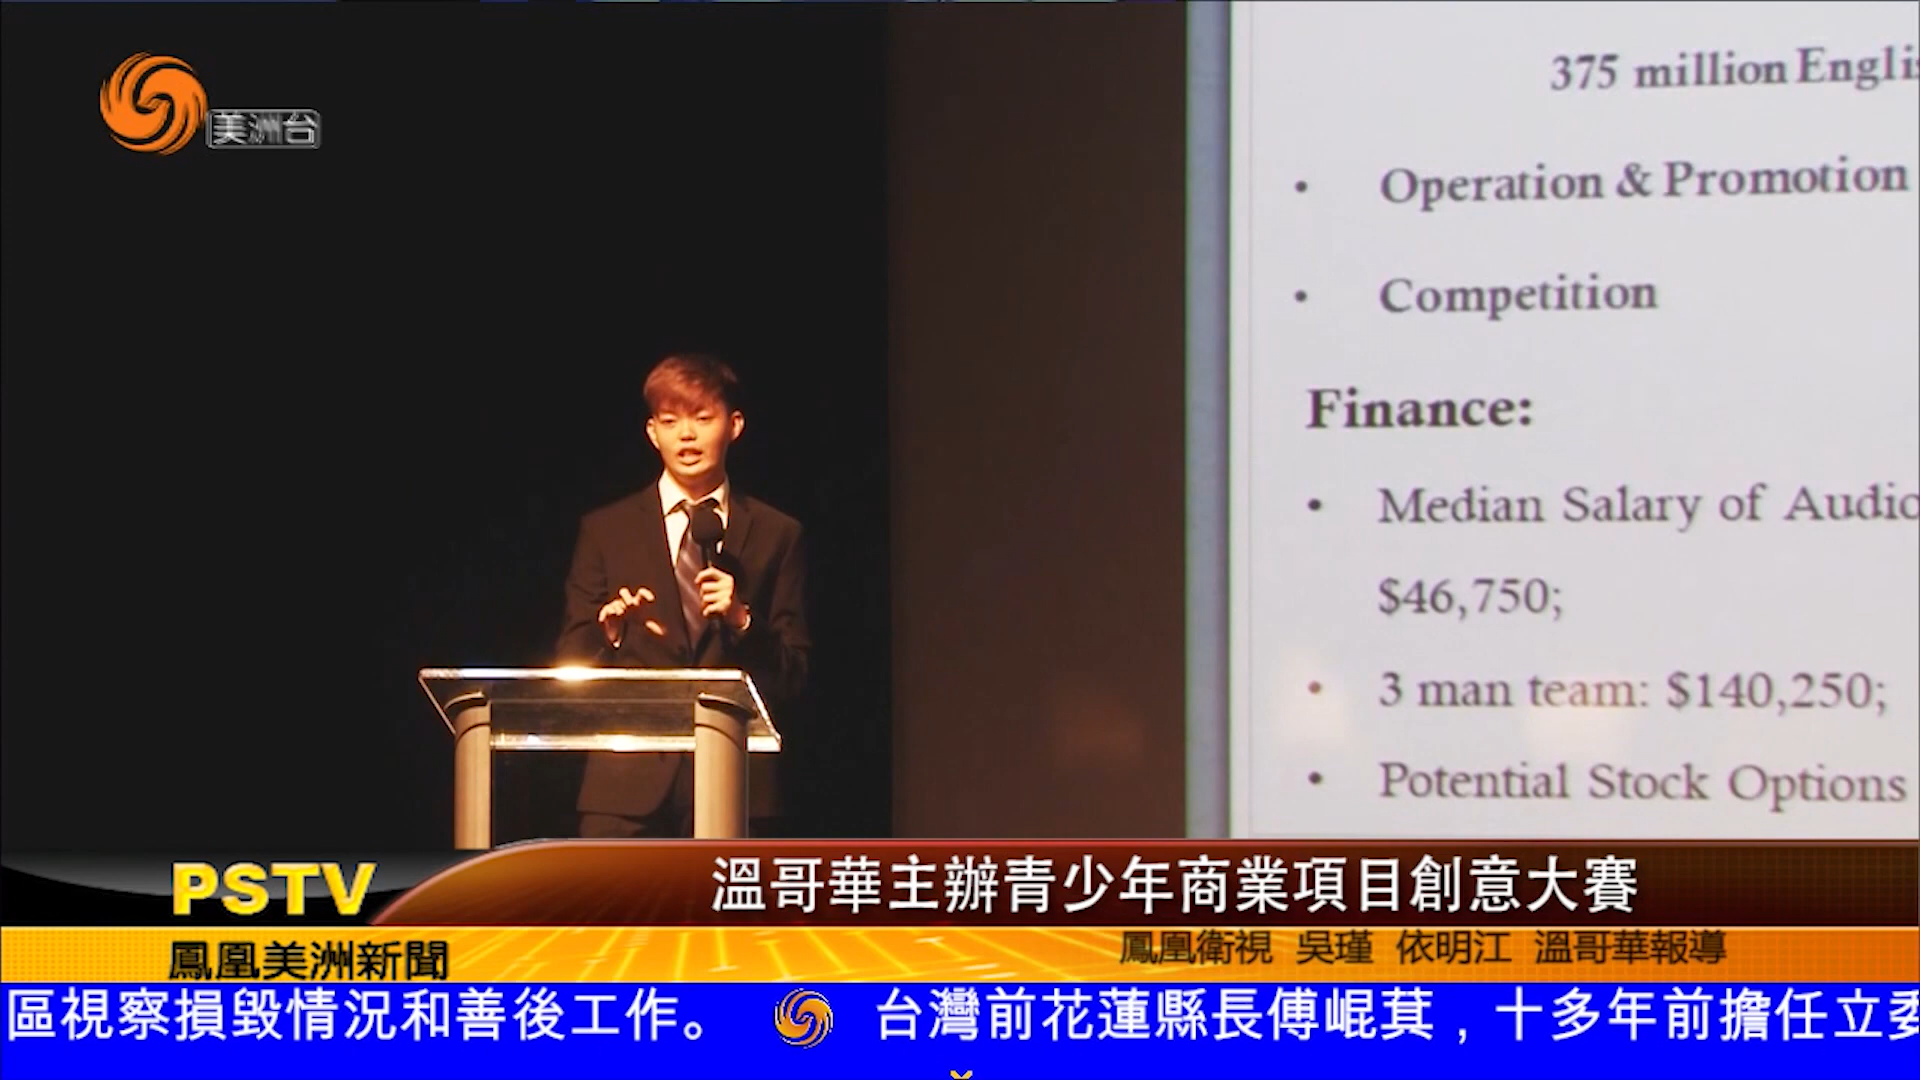 美洲台
375 million Englis
• Operation & Promotion
• Competition
Finance:
• Median Salary of Audio
$46,750;
• 3 man team: $140,250;
• Potential Stock Options
PSTV
溫哥華主辦青少年商業項目創意大賽
鳳凰美洲新聞
鳳凰衛視 吳瑾 依明江 溫哥華報導
區視察損毀情況和善後工作。 台灣前花蓮縣長傅崐萁，十多年前擔任立委